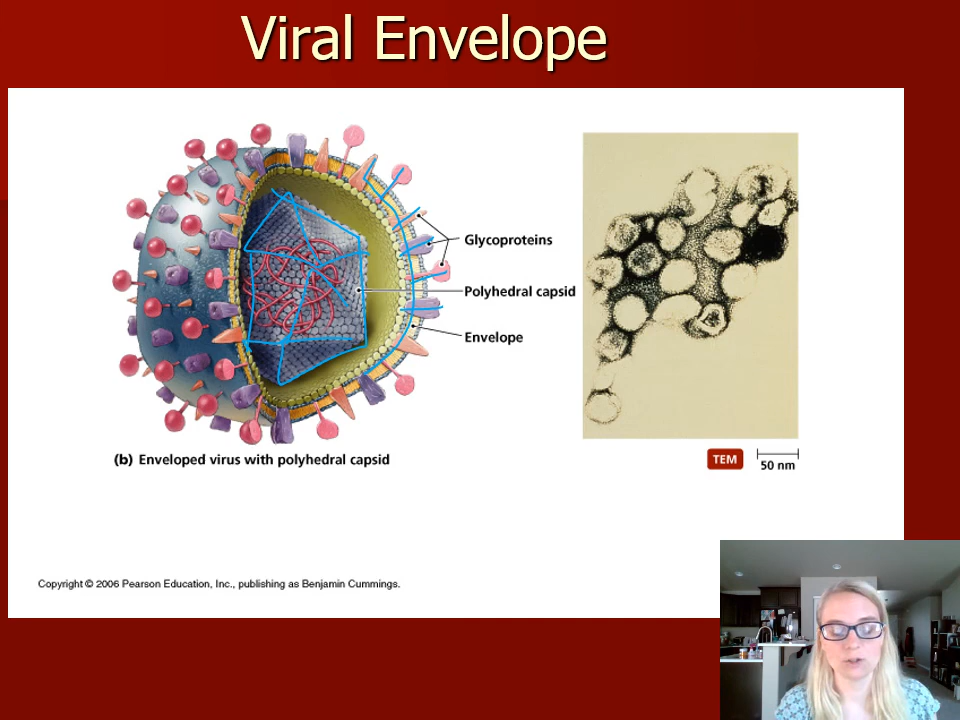 Viral Envelope
Glycoproteins
Polyhedral capsid
Envelope
(b) Enveloped virus with polyhedral capsid
TEM
50 nm
Copyright © 2006 Pearson Education, Inc., publishing as Benjamin Cummings.